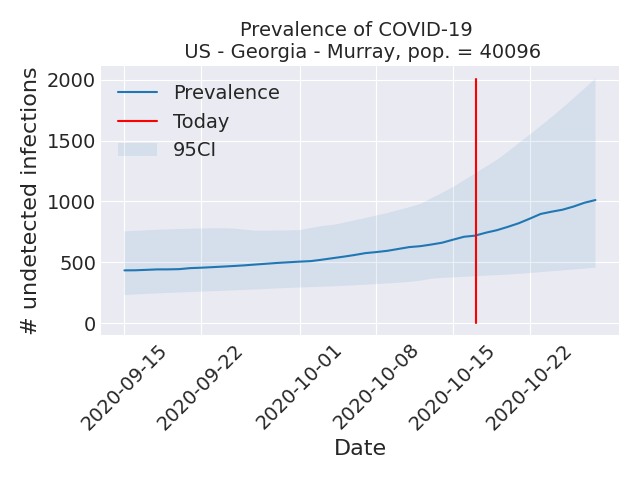 Prevalence of COVID-19
US - Georgia - Murray, pop. = 40096
# undetected infections
2000
1500
1000
500
0
Prevalence
Today
95CI
2020-09-15
2020-09-22
2020-10-01
2020-10-08
2020-10-15
2020-10-22
Date